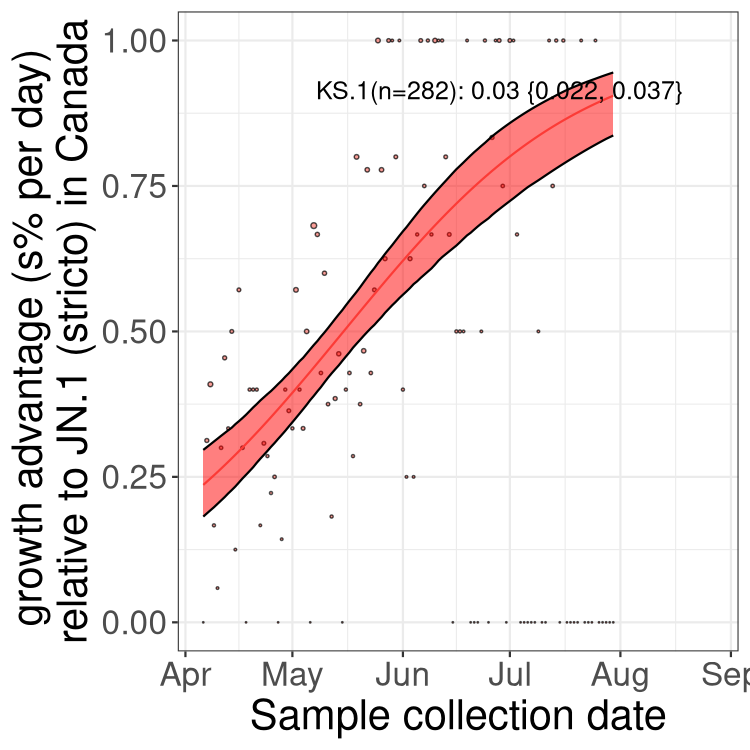 growth advantage (s% per day)
relative to JN.1 (stricto) in Canada
1.00
0.75
0.50
0.25
0.00
KS.1(n=282): 0.03 {0.022, 0.037}
Apr May Jun Jul Aug Sep
Sample collection date